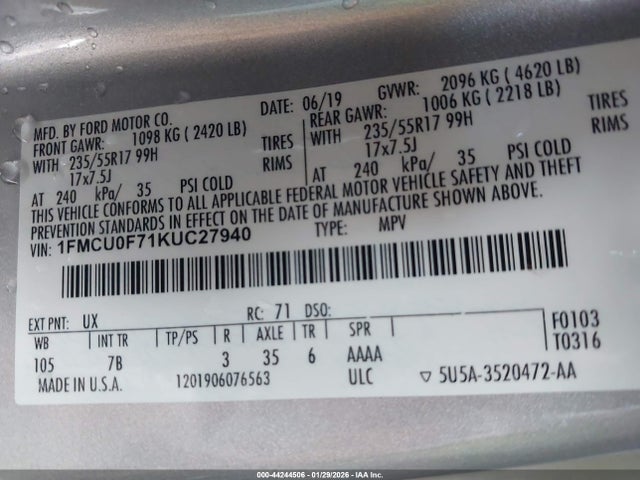 MFD. BY FORD MOTOR CO. DATE: 06/19 GVWR: 2096 KG ( 4620 LB)
FRONT GAWR: 1098 KG ( 2420 LB) REAR GAWR: 1006 KG ( 2218 LB)
WITH 235/55R17 99H TIRES WITH 235/55R17 99H TIRES
17x7.5J RIMS 17x7.5J RIMS
AT 240 kPa/ 35 PSI COLD AT 240 kPa/ 35 PSI COLD
THIS VEHICLE CONFORMS TO ALL APPLICABLE FEDERAL MOTOR VEHICLE SAFETY AND THEFT
PREVENTION STANDARDS IN EFFECT ON THE DATE OF MANUFACTURE SHOWN ABOVE.
VIN: 1FMCU0F71KUC27940 TYPE: MPV
EXT PNT: UX RC: 71 DSO: F0103
WB INT TR TP/PS R AXLE TR SPR T0316
105 7B 3 35 6 AAAA
MADE IN U.S.A. 1201906076563 ULC ▽ 5U5A-3520472-AA
000-44244506 - 01/29/2026 - IAA Inc.